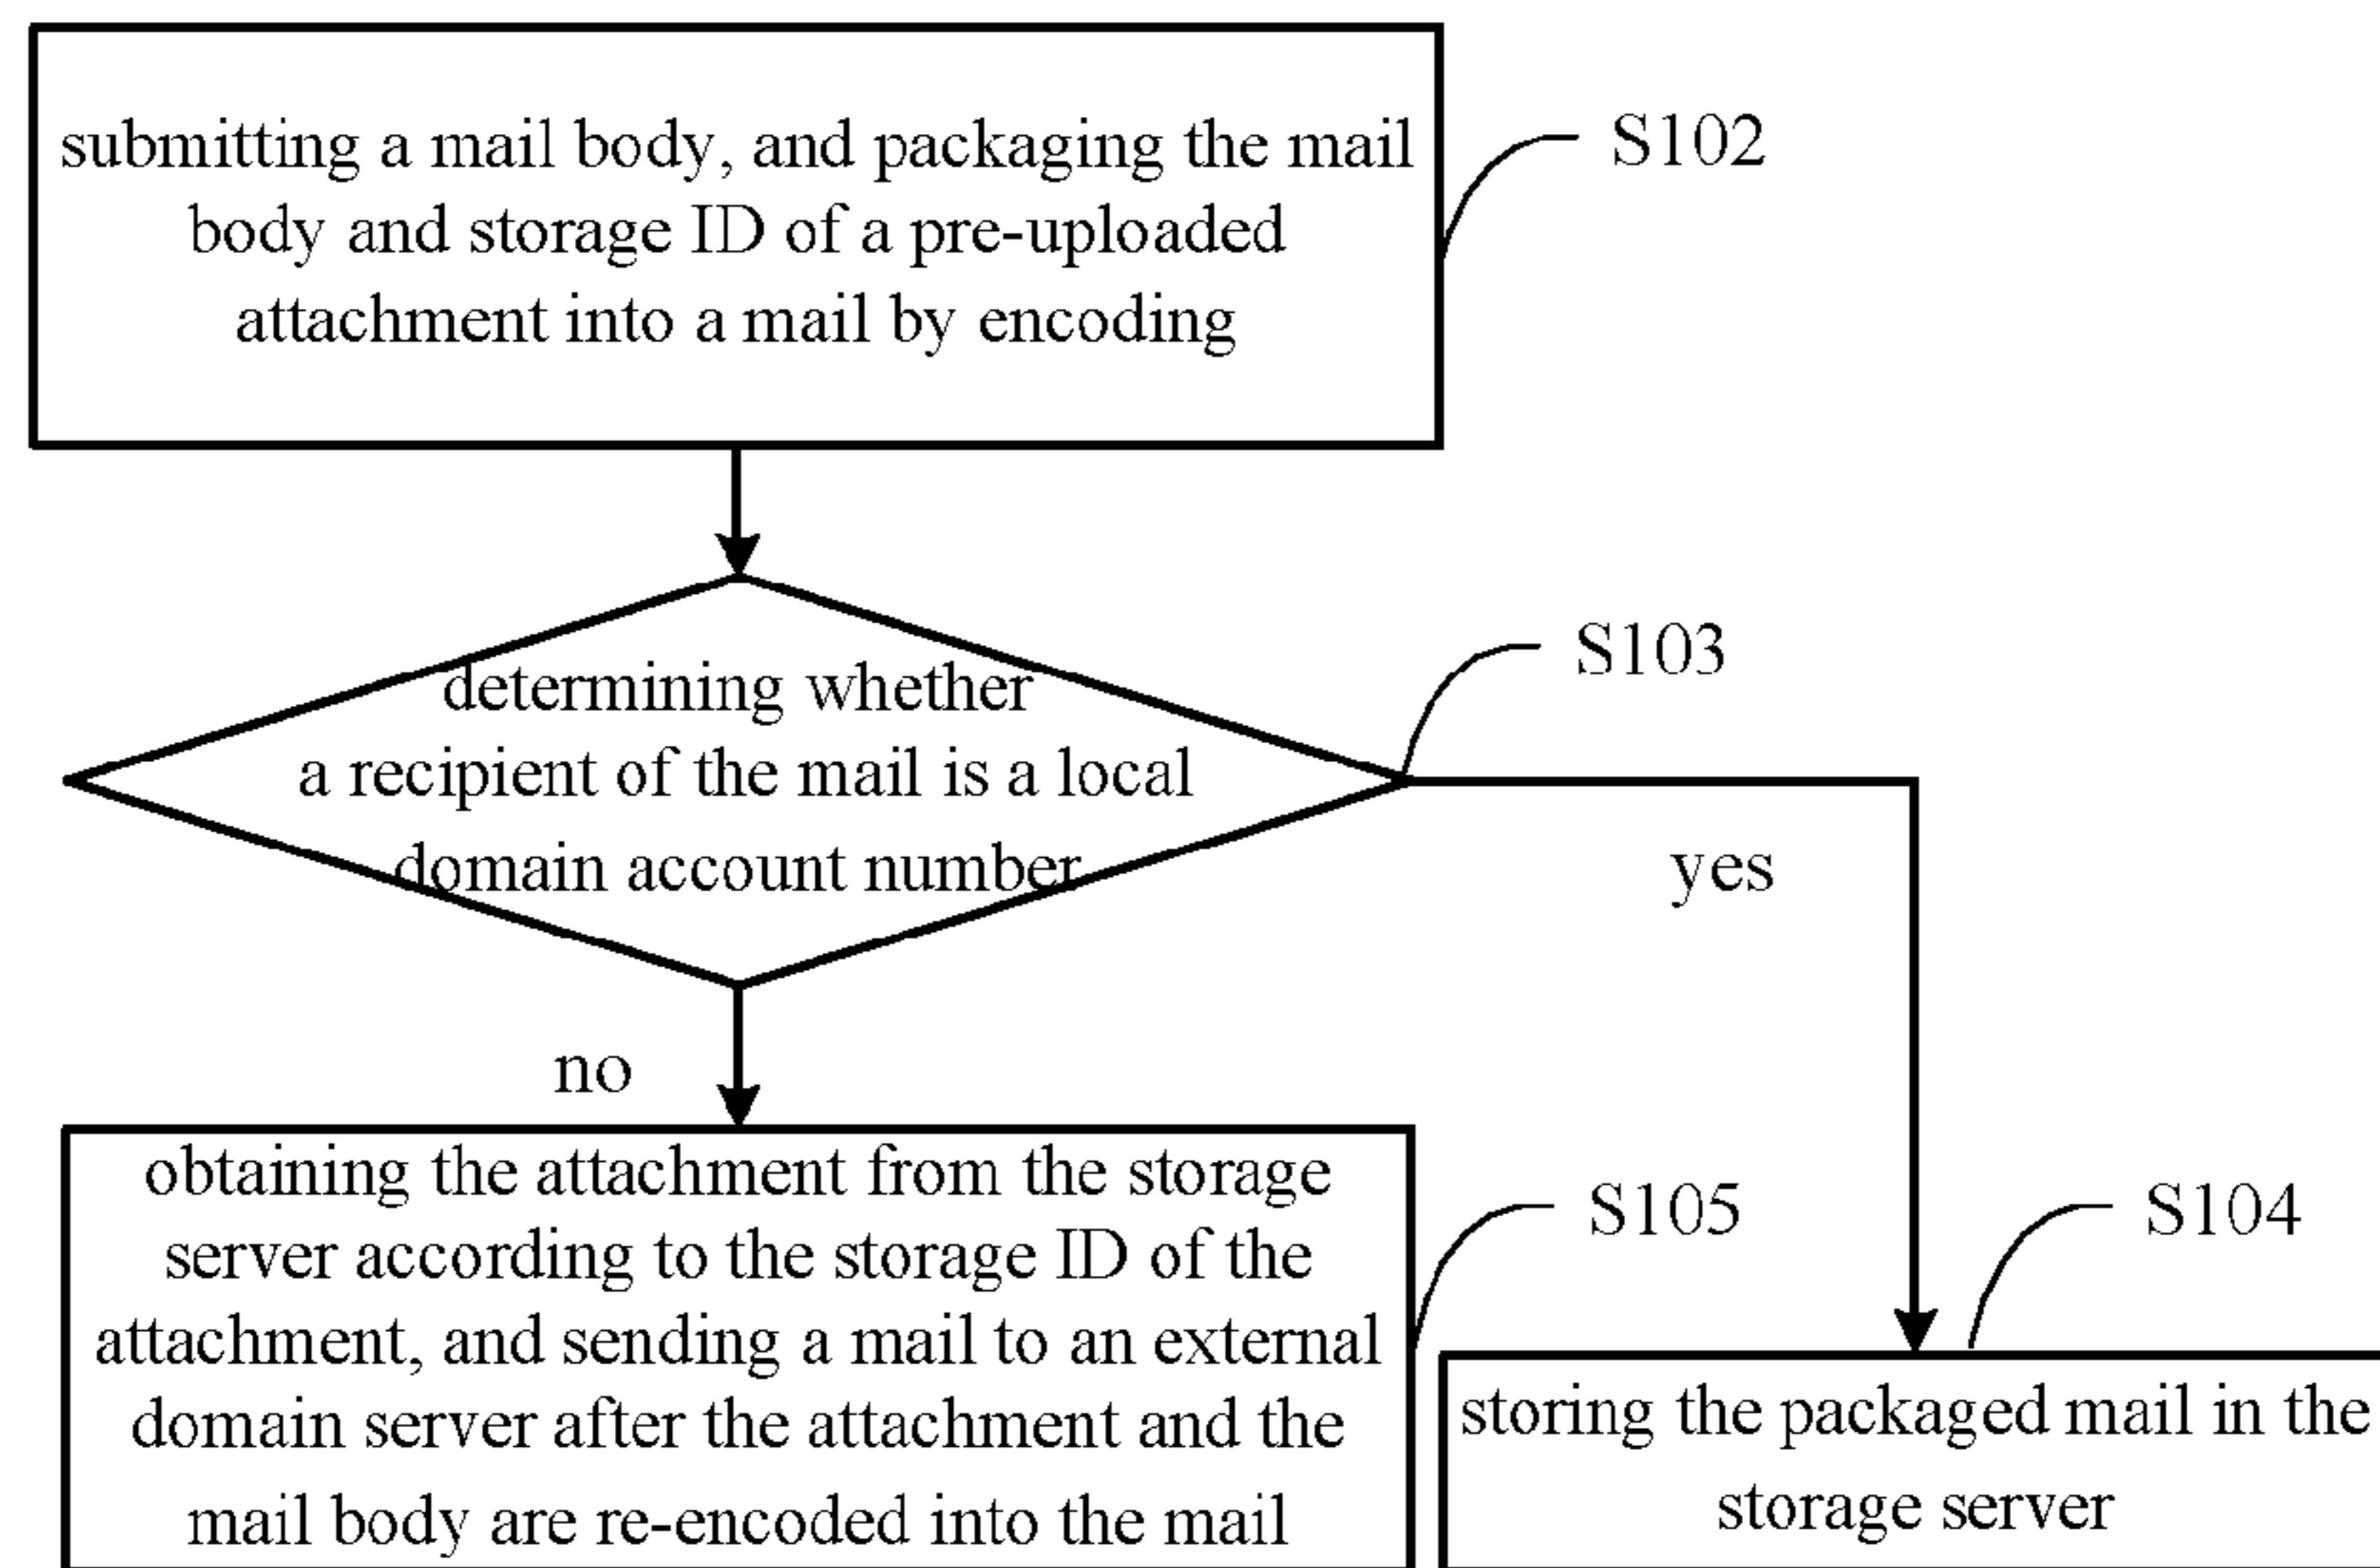 submitting a mail body, and packaging the mail
body and storage ID of a pre-uploaded
attachment into a mail by encoding
S102
determining whether
a recipient of the mail is a local
domain account number
S103
yes
no
obtaining the attachment from the storage
server according to the storage ID of the
attachment, and sending a mail to an external
domain server after the attachment and the
mail body are re-encoded into the mail
S105
S104
storing the packaged mail in the
storage server